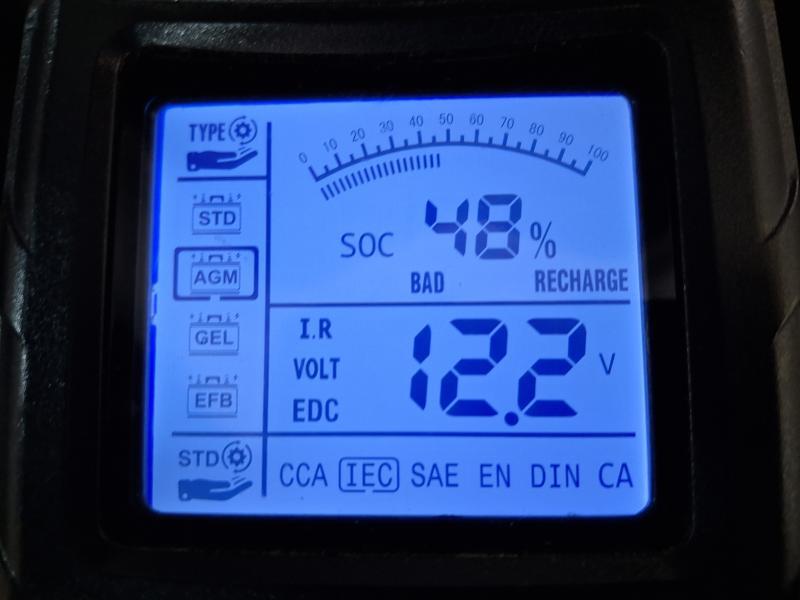 TYPE
0 10 20 30 40 50 60 70 80 90 100
STD
SOC 48%
AGM
BAD RECHARGE
GEL
I.R
VOLT
EDC
12.2 V
EFB
STD
CCA IEC SAE EN DIN CA